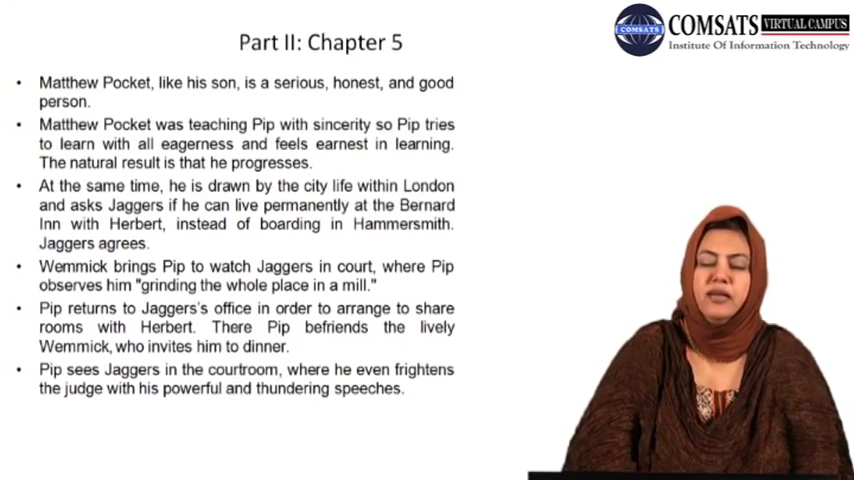 COMSATS VIRTUAL CAMPUS
Institute Of Information Technology
COMSATS
Part II: Chapter 5
• Matthew Pocket, like his son, is a serious, honest, and good
person.
• Matthew Pocket was teaching Pip with sincerity so Pip tries
to learn with all eagerness and feels earnest in learning.
The natural result is that he progresses.
• At the same time, he is drawn by the city life within London
and asks Jaggers if he can live permanently at the Bernard
Inn with Herbert, instead of boarding in Hammersmith.
Jaggers agrees.
• Wemmick brings Pip to watch Jaggers in court, where Pip
observes him "grinding the whole place in a mill."
• Pip returns to Jaggers's office in order to arrange to share
rooms with Herbert. There Pip befriends the lively
Wemmick, who invites him to dinner.
• Pip sees Jaggers in the courtroom, where he even frightens
the judge with his powerful and thundering speeches.